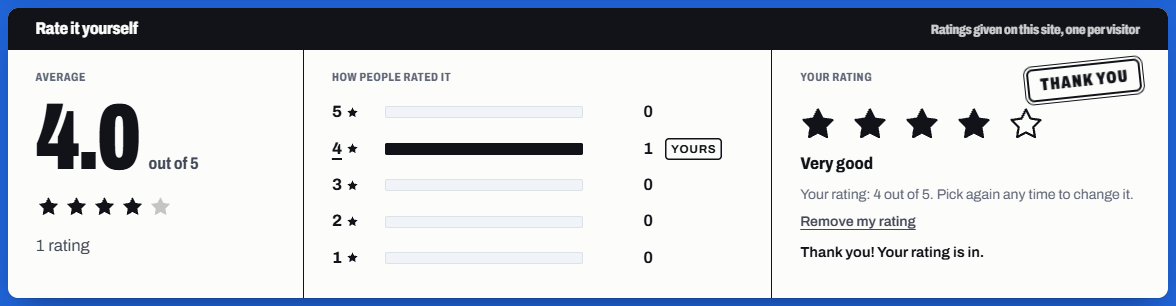 Rate it yourself
Ratings given on this site, one per visitor
AVERAGE
4.0 out of 5
1 rating
HOW PEOPLE RATED IT
5 ★ 0
4 ★ 1 YOURS
3 ★ 0
2 ★ 0
1 ★ 0
YOUR RATING
THANK YOU
Very good
Your rating: 4 out of 5. Pick again any time to change it.
Remove my rating
Thank you! Your rating is in.